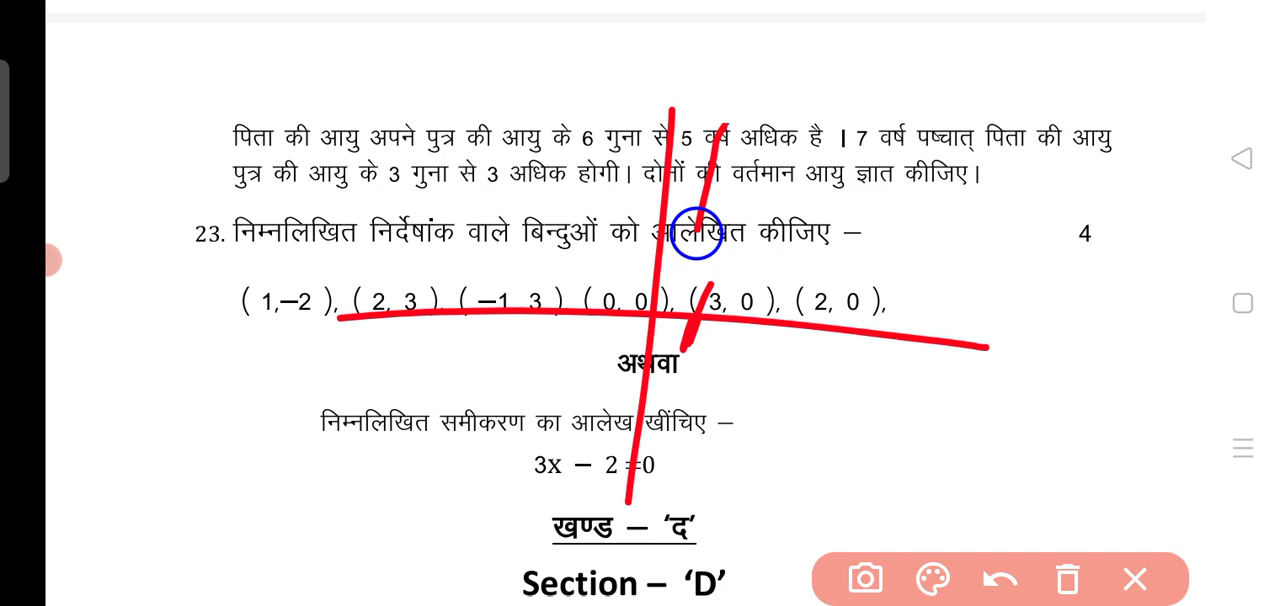 पिता की आयु अपने पुत्र की आयु के 6 गुना से 5 वर्ष अधिक है । 7 वर्ष पष्चात् पिता की आयु
पुत्र की आयु के 3 गुना से 3 अधिक होगी। दोनों की वर्तमान आयु ज्ञात कीजिए।
23. निम्नलिखित निर्देषांक वाले बिन्दुओं को आलेखित कीजिए – 4
( 1,–2 ), ( 2, 3 ), ( –1, 3 ) ( 0, 0 ), ( 3, 0 ), ( 2, 0 ),
अथवा
निम्नलिखित समीकरण का आलेख खींचिए –
3x – 2 =0
खण्ड – ‘द’
Section – ‘D’